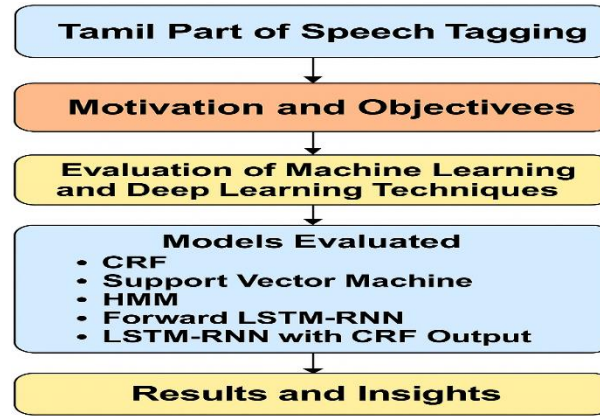 Tamil Part of Speech Tagging
Motivation and Objectivees
Evaluation of Machine Learning
and Deep Learning Techniques
Models Evaluated
• CRF
• Support Vector Machine
• HMM
• Forward LSTM-RNN
• LSTM-RNN with CRF Output
Results and Insights